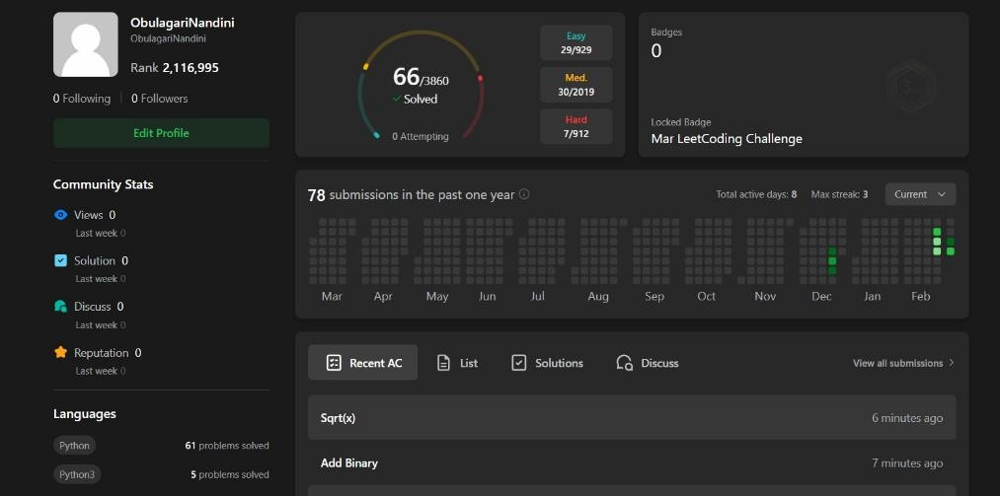 ObulagariNandini
ObulagariNandini
Rank 2,116,995
0 Following
0 Followers
Edit Profile
Community Stats
Views 0
Last week 0
Solution 0
Last week 0
Discuss 0
Last week 0
Reputation 0
Last week 0
Languages
Python
61 problems solved
Python3
5 problems solved
66/3860
Solved
0 Attempting
Easy
29/929
Med.
30/2019
Hard
7/912
Badges
0
Locked Badge
Mar LeetCoding Challenge
78 submissions in the past one year
Total active days: 8
Max streak: 3
Current
Mar Apr May Jun Jul Aug Sep Oct Nov Dec Jan Feb
Recent AC
List
Solutions
Discuss
View all submissions
Sqrt(x)
6 minutes ago
Add Binary
7 minutes ago